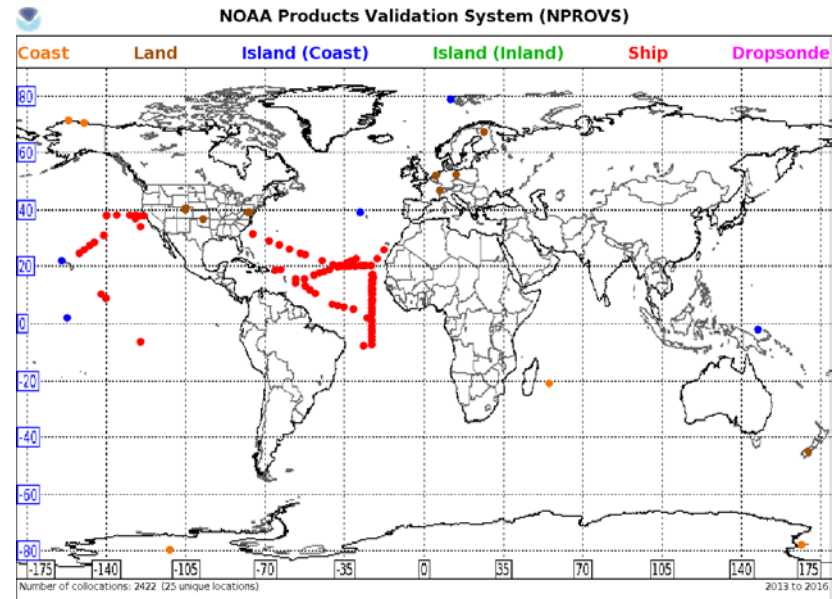 NOAA Products Validation System (NPROVS)
Coast Land Island (Coast) Island (Inland) Ship Dropsonde
80
60
40
20
0
-20
-40
-60
-80
-175 -140 -105 -70 -35 0 35 70 105 140 175
Number of collocations: 2422 (25 unique locations) 2013 to 2016